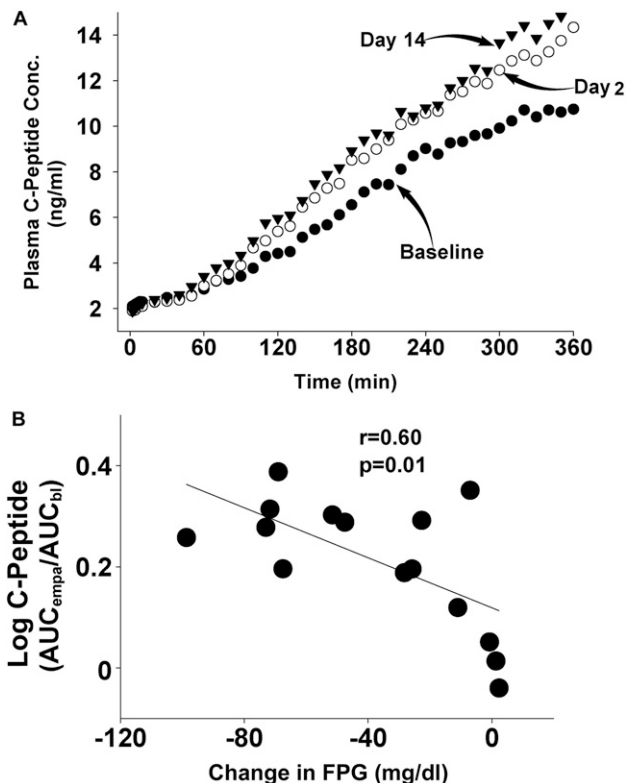 A
Plasma C-Peptide Conc.
(ng/ml)
14
12
10
8
6
4
2
Day 14
Day 2
Baseline
0
60
120
180
240
300
360
Time (min)
B
r=0.60
p=0.01
Log C-Peptide
(AUCempa/AUCbl)
0.4
0.2
0
-120
-80
-40
0
Change in FPG (mg/dl)